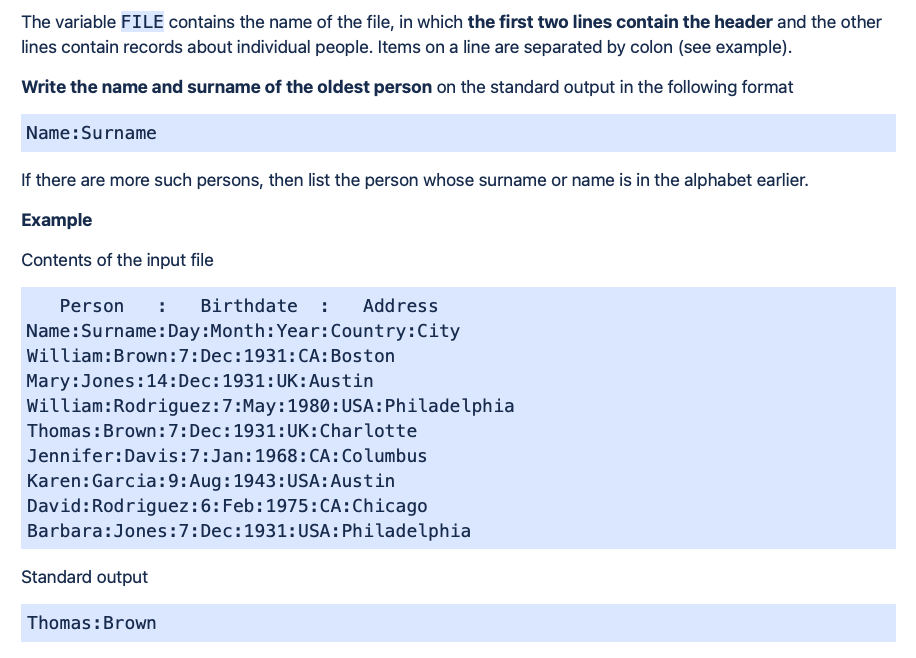 The variable FILE contains the name of the file, in which the first two lines contain the header and the other
lines contain records about individual people. Items on a line are separated by colon (see example).
Write the name and surname of the oldest person on the standard output in the following format
Name:Surname
If there are more such persons, then list the person whose surname or name is in the alphabet earlier.
Example
Contents of the input file
   Person   :   Birthdate  :   Address
Name:Surname:Day:Month:Year:Country:City
William:Brown:7:Dec:1931:CA:Boston
Mary:Jones:14:Dec:1931:UK:Austin
William:Rodriguez:7:May:1980:USA:Philadelphia
Thomas:Brown:7:Dec:1931:UK:Charlotte
Jennifer:Davis:7:Jan:1968:CA:Columbus
Karen:Garcia:9:Aug:1943:USA:Austin
David:Rodriguez:6:Feb:1975:CA:Chicago
Barbara:Jones:7:Dec:1931:USA:Philadelphia
Standard output
Thomas:Brown